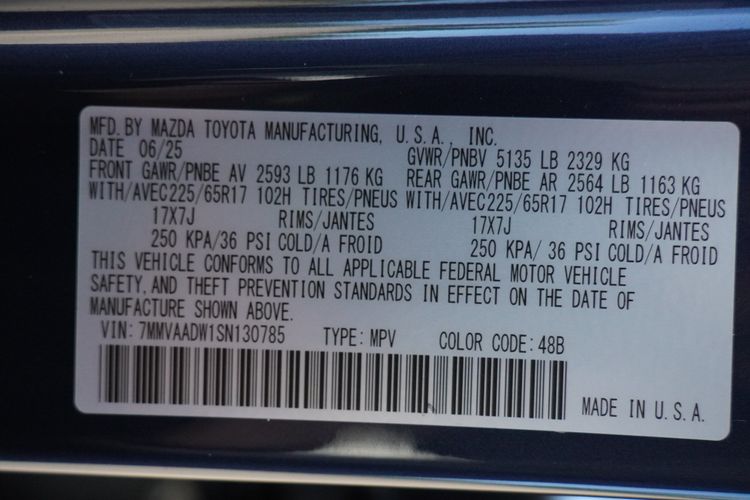 MFD. BY MAZDA TOYOTA MANUFACTURING, U.S.A., INC.
DATE 06/25 GVWR/PNBV 5135 LB 2329 KG
FRONT GAWR/PNBE AV 2593 LB 1176 KG REAR GAWR/PNBE AR 2564 LB 1163 KG
WITH/AVEC225/65R17 102H TIRES/PNEUS WITH/AVEC225/65R17 102H TIRES/PNEUS
17X7J RIMS/JANTES 17X7J RIMS/JANTES
250 KPA/36 PSI COLD/A FROID 250 KPA/ 36 PSI COLD/A FROID
THIS VEHICLE CONFORMS TO ALL APPLICABLE FEDERAL MOTOR VEHICLE
SAFETY, AND THEFT PREVENTION STANDARDS IN EFFECT ON THE DATE OF
MANUFACTURE SHOWN ABOVE.
VIN: 7MMVAADW1SN130785 TYPE: MPV COLOR CODE: 48B
MADE IN U.S.A.